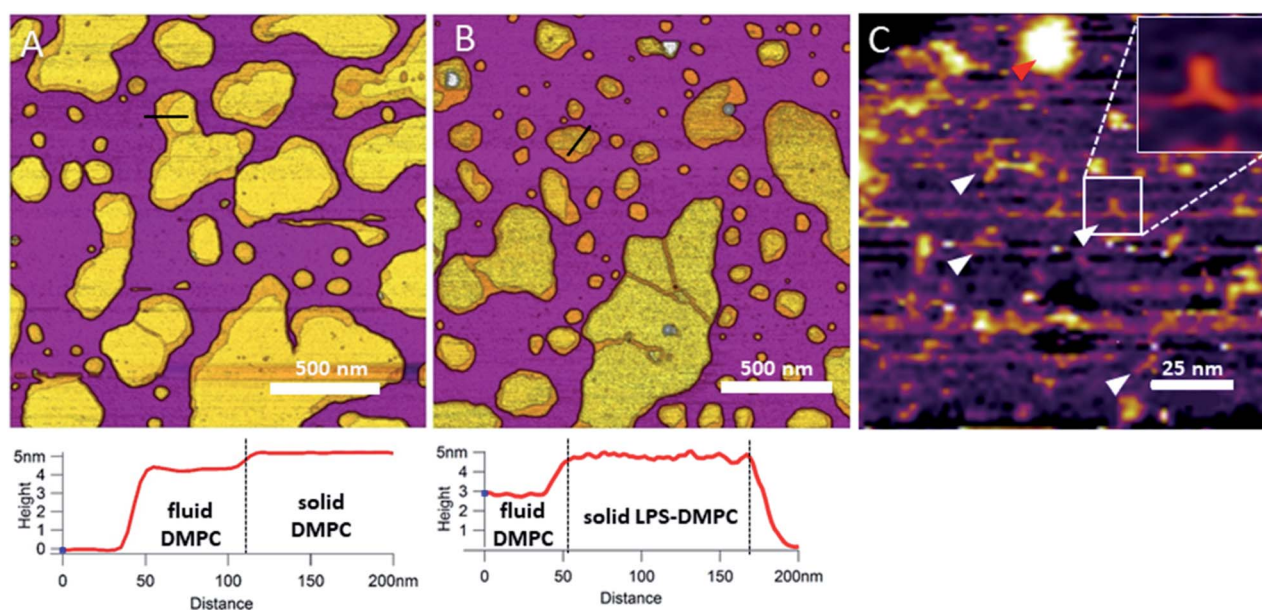 A
B
C
500 nm
500 nm
25 nm
5nm
4
3
2
1
0
Height
fluid
DMPC
solid
DMPC
0
50
100
150
200nm
Distance
5nm
4
3
2
1
Height
fluid
DMPC
solid LPS-DMPC
0
50
100
150
200nm
Distance